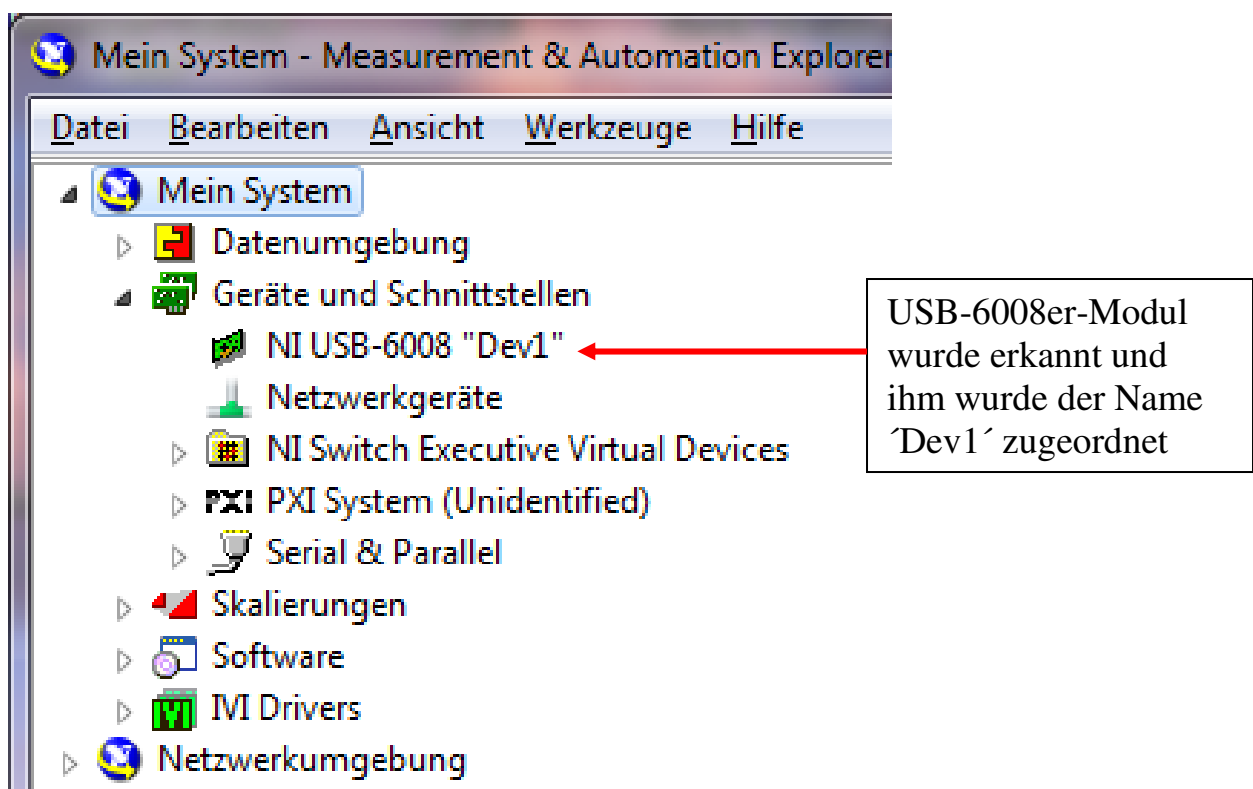 Mein System - Measurement & Automation Explorer
Datei Bearbeiten Ansicht Werkzeuge Hilfe
Mein System
Datenumgebung
Geräte und Schnittstellen
NI USB-6008 "Dev1"
Netzwerkgeräte
NI Switch Executive Virtual Devices
PXI PXI System (Unidentified)
Serial & Parallel
Skalierungen
Software
IVI Drivers
Netzwerkumgebung
USB-6008er-Modul
wurde erkannt und
ihm wurde der Name
´Dev1´ zugeordnet